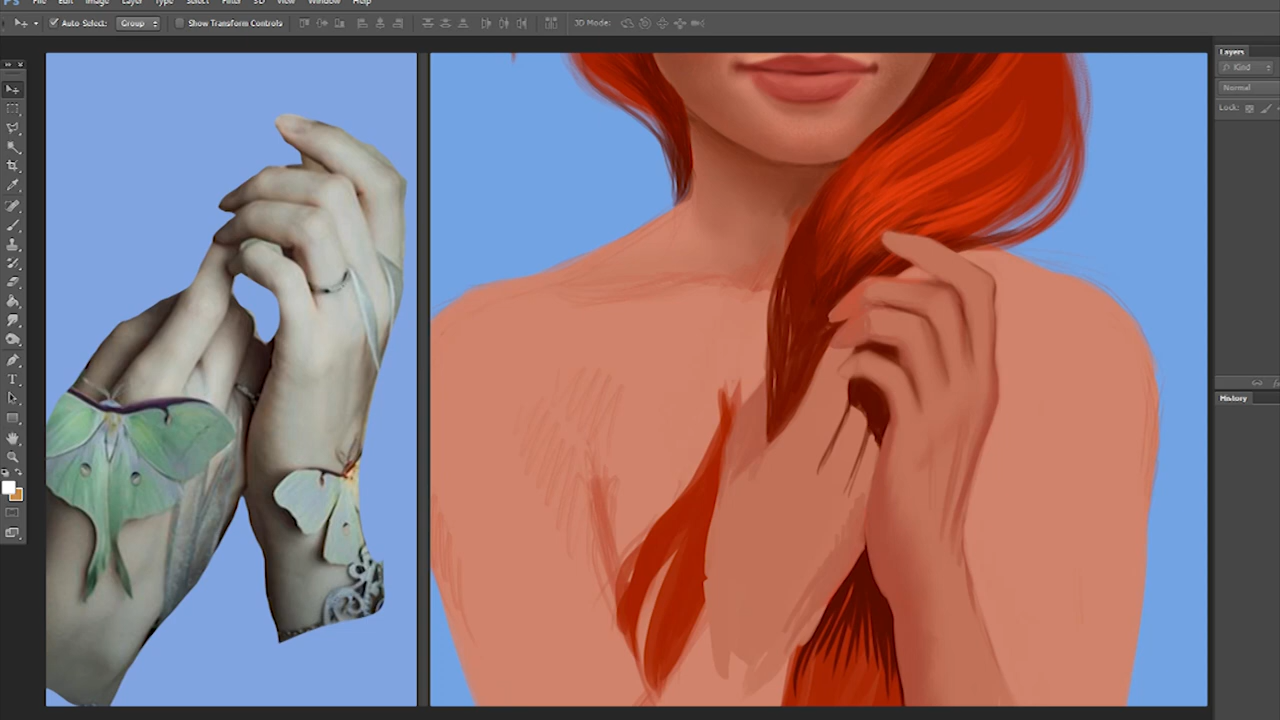 Ps File Edit Image Layer Type Select Filter 3D View Window Help
Auto Select: Group Show Transform Controls 3D Mode:
Layers
Kind
Normal
Lock:
History
T